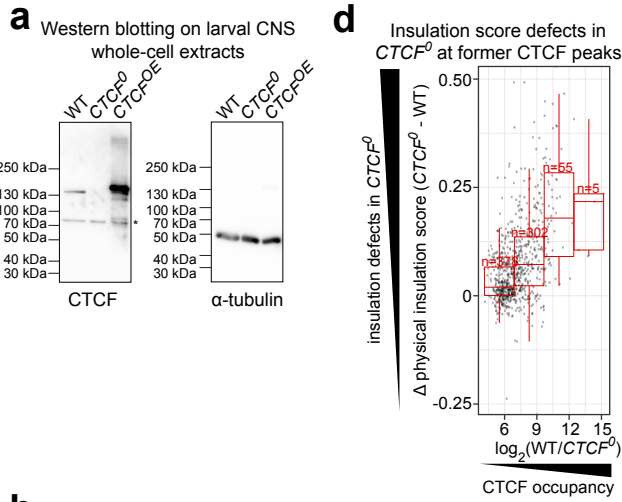 a
Western blotting on larval CNS
whole-cell extracts
WT
CTCF⁰
CTCFᴼᴱ
250 kDa
130 kDa
100 kDa
70 kDa
50 kDa
40 kDa
30 kDa
*
CTCF
WT
CTCF⁰
CTCFᴼᴱ
250 kDa
130 kDa
100 kDa
70 kDa
50 kDa
40 kDa
30 kDa
α-tubulin
d
Insulation score defects in
CTCF⁰ at former CTCF peaks
insulation defects in CTCF⁰
Δ physical insulation score (CTCF⁰ - WT)
0.50
0.25
0
-0.25
n=378
n=302
n=55
n=5
6 9 12 15
log₂(WT/CTCF⁰)
CTCF occupancy